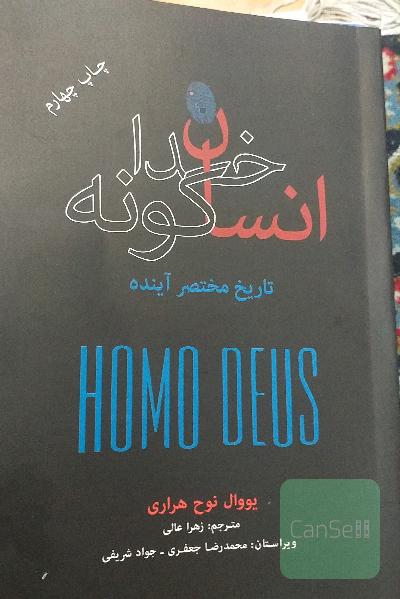 چاپ چهارم
انسان خداگونه
تاریخ مختصر آینده
HOMO DEUS
یووال نوح هراری
مترجم: زهرا عالی
ویراستان: محمدرضا جعفری - جواد شریفی
CanSell